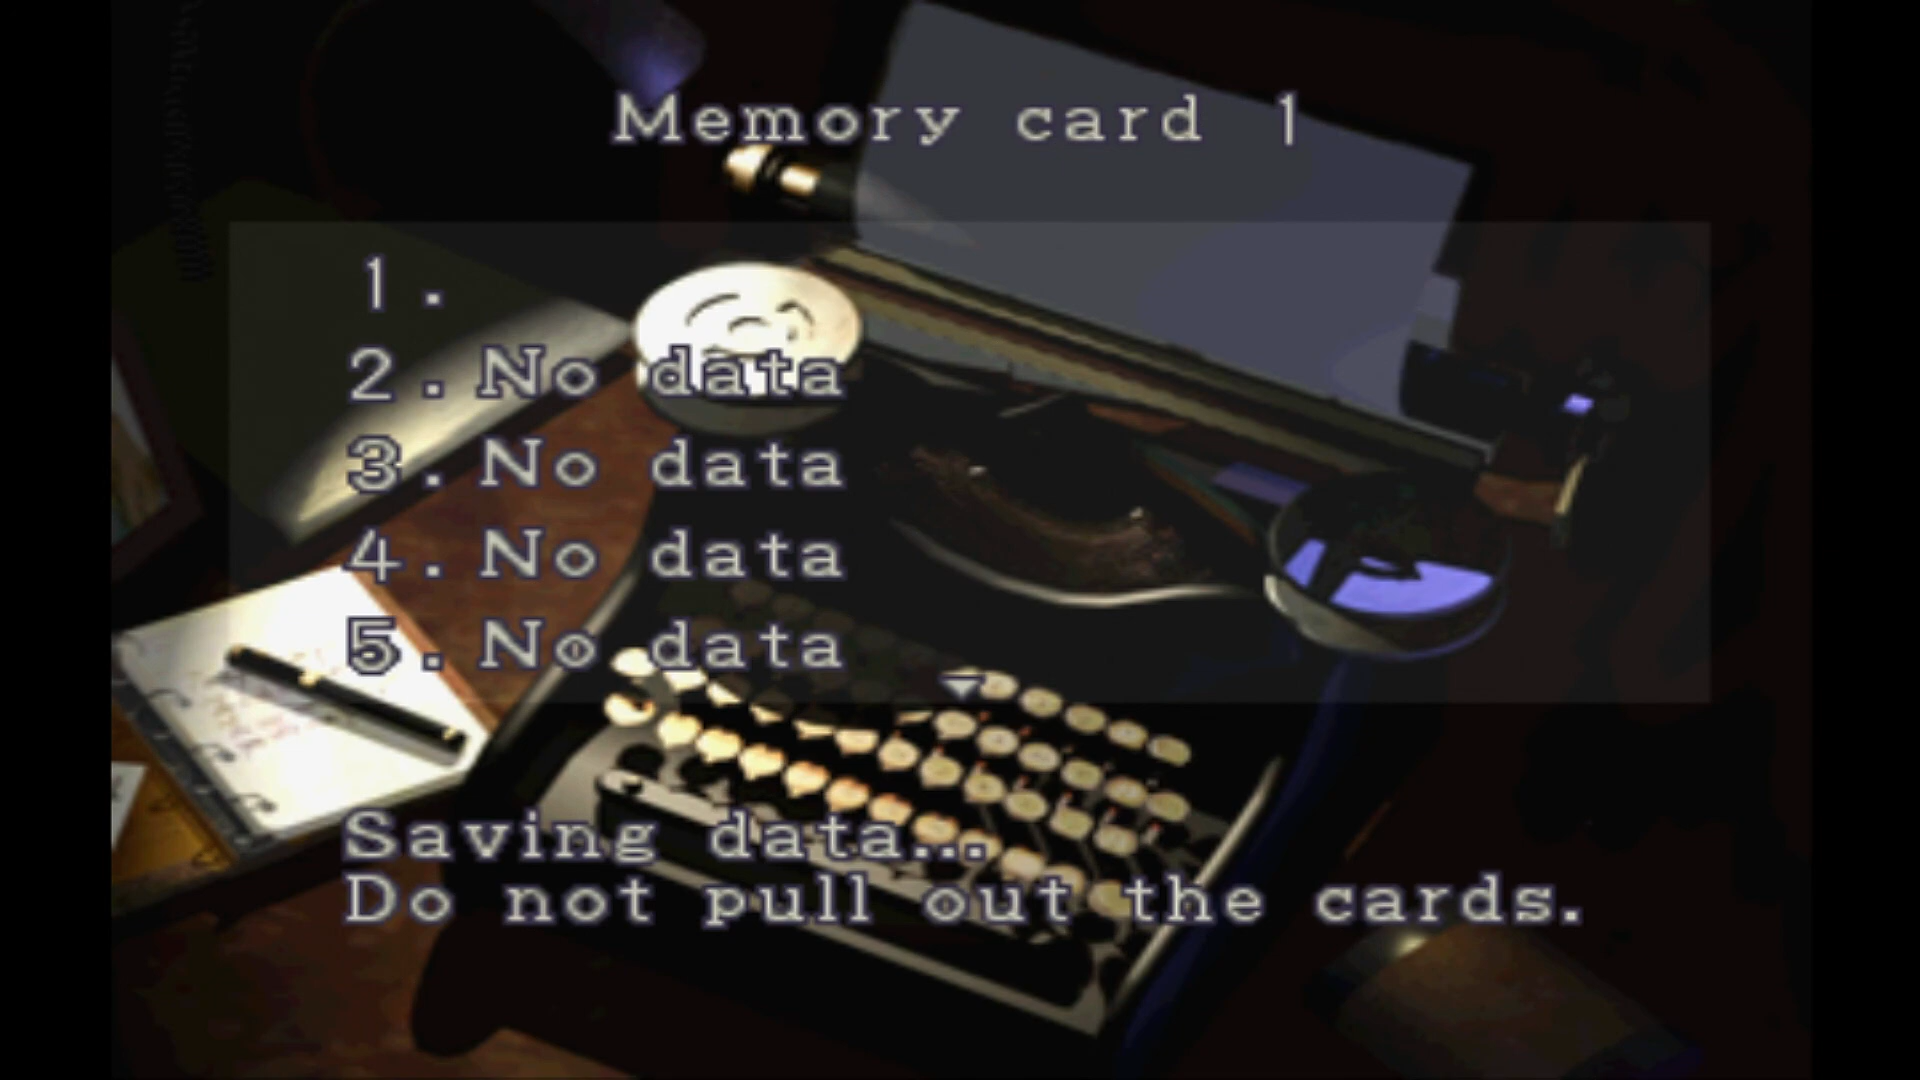 Memory card 1
1.
2. No data
3. No data
4. No data
5. No data
Saving data...
Do not pull out the cards.